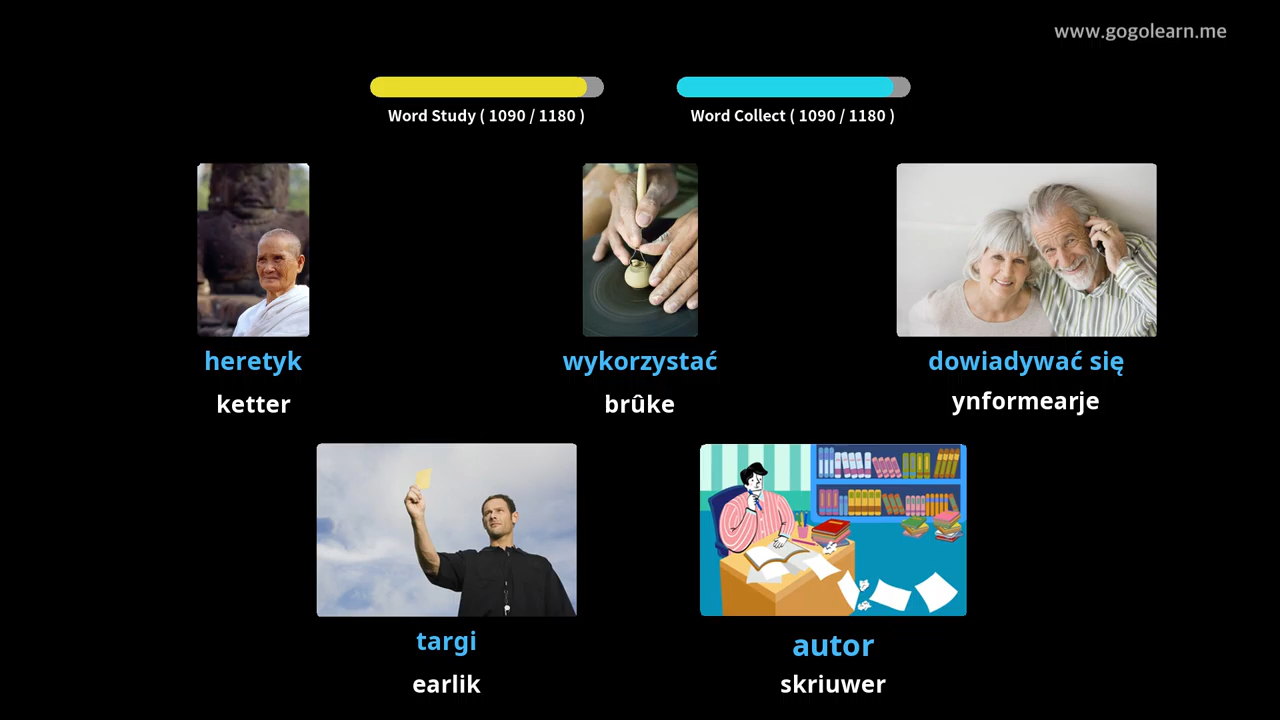 www.gogolearn.me
Word Study ( 1090 / 1180 )
Word Collect ( 1090 / 1180 )
heretyk
ketter
wykorzystać
brûke
dowiadywać się
ynformearje
targi
earlik
autor
skriuwer